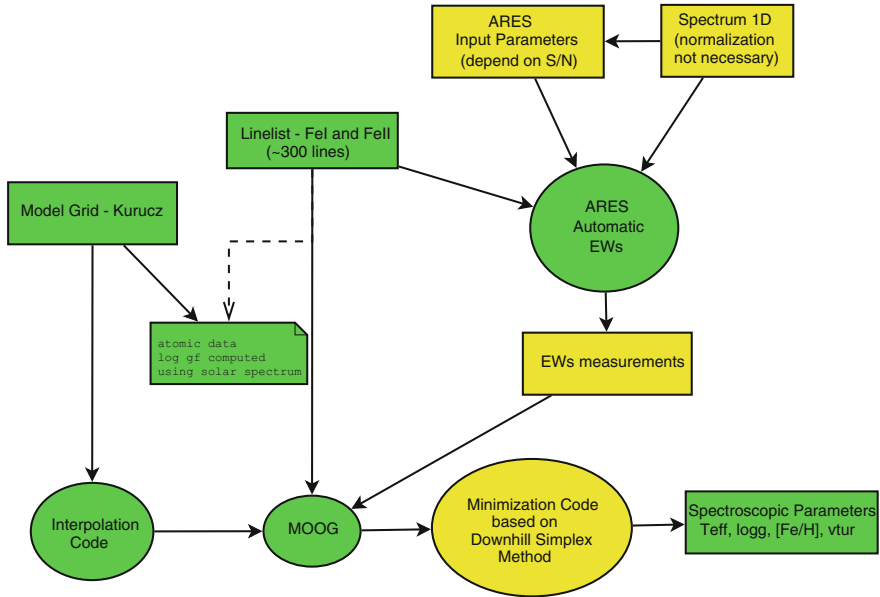 ARES
Input Parameters
(depend on S/N)
Spectrum 1D
(normalization
not necessary)
Linelist - FeI and FeII
(~300 lines)
Model Grid - Kurucz
ARES
Automatic
EWs
atomic data
log gf computed
using solar spectrum
EWs measurements
Interpolation
Code
MOOG
Minimization Code
based on
Downhill Simplex
Method
Spectroscopic Parameters
Teff, logg, [Fe/H], vtur